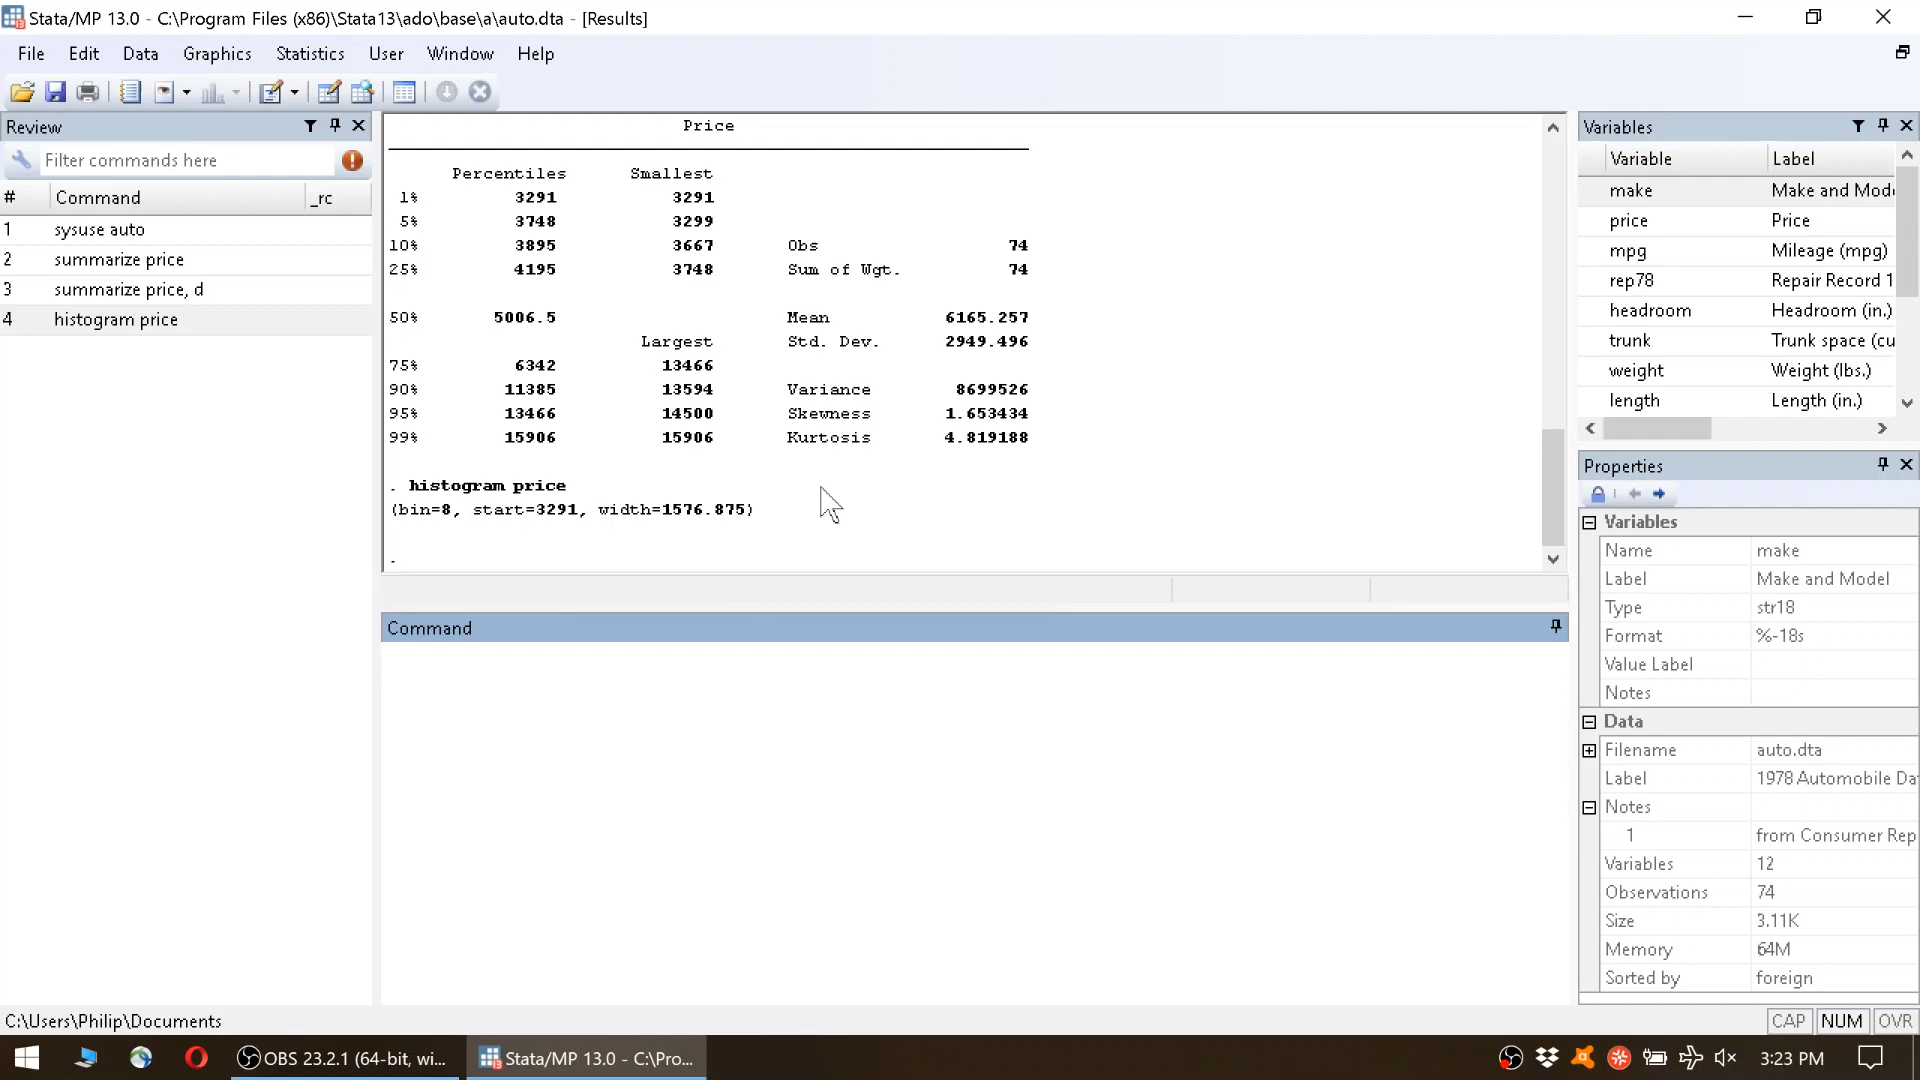 Stata/MP 13.0 - C:\Program Files (x86)\Stata13\ado\base\a\auto.dta - [Results]
File Edit Data Graphics Statistics User Window Help
Review
Filter commands here
# Command _rc
1 sysuse auto
2 summarize price
3 summarize price, d
4 histogram price
Price
Percentiles Smallest
1% 3291 3291
5% 3748 3299
10% 3895 3667 Obs 74
25% 4195 3748 Sum of Wgt. 74
50% 5006.5 Mean 6165.257
Largest Std. Dev. 2949.496
75% 6342 13466
90% 11385 13594 Variance 8699526
95% 13466 14500 Skewness 1.653434
99% 15906 15906 Kurtosis 4.819188
. histogram price
(bin=8, start=3291, width=1576.875)
.
Command
Variables
Variable Label
make Make and Mod
price Price
mpg Mileage (mpg)
rep78 Repair Record 1
headroom Headroom (in.)
trunk Trunk space (cu
weight Weight (lbs.)
length Length (in.)
Properties
Variables
Name make
Label Make and Model
Type str18
Format %-18s
Value Label
Notes
Data
Filename auto.dta
Label 1978 Automobile Da
Notes
1 from Consumer Rep
Variables 12
Observations 74
Size 3.11K
Memory 64M
Sorted by foreign
C:\Users\Philip\Documents
CAP NUM OVR
OBS 23.2.1 (64-bit, wi...
Stata/MP 13.0 - C:\Pro...
3:23 PM